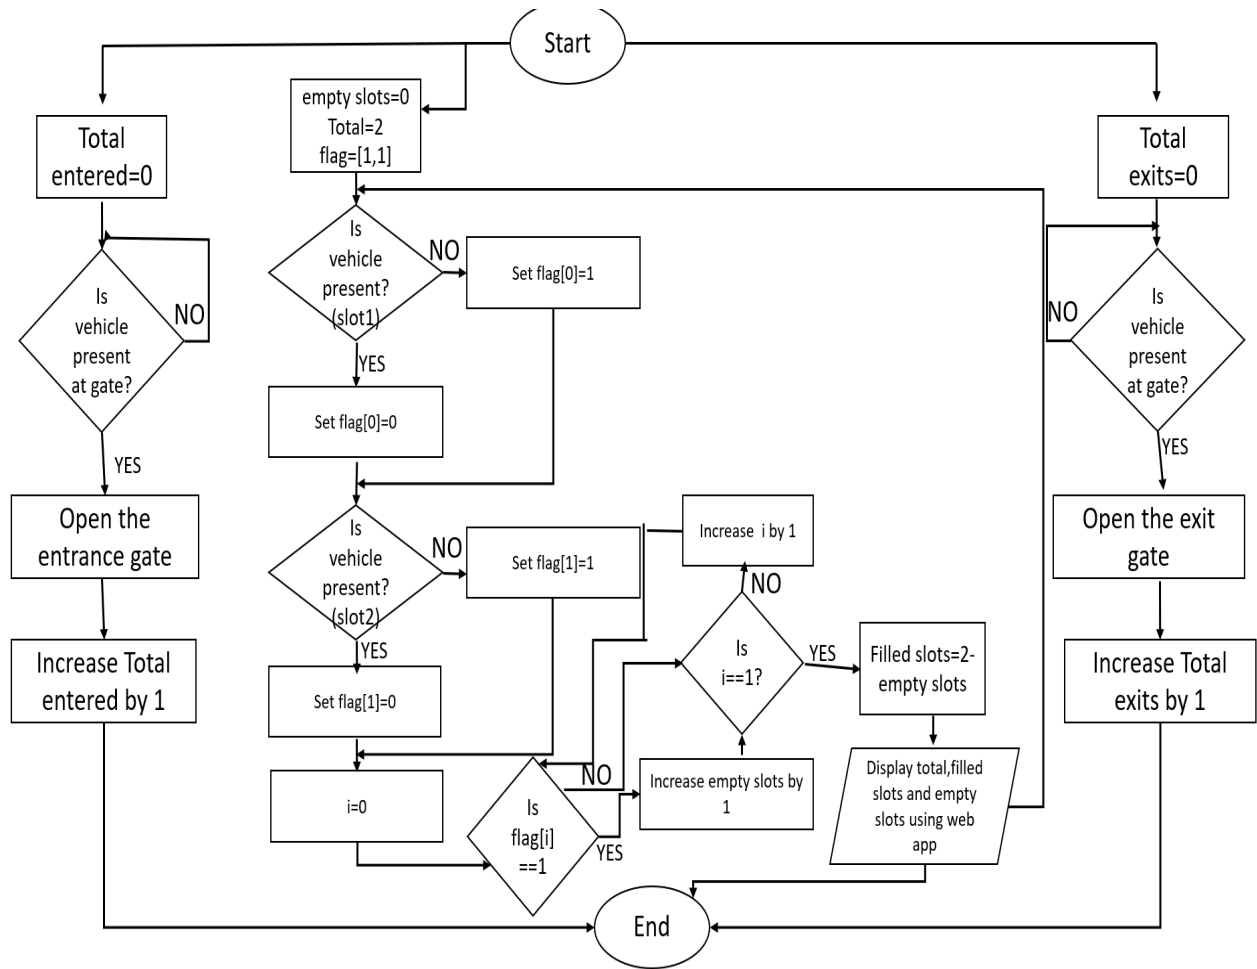 Start
Total
entered=0
Is
vehicle
present
at gate?
NO
YES
Open the
entrance gate
Increase Total
entered by 1
empty slots=0
Total=2
flag=[1,1]
Is
vehicle
present?
(slot1)
NO
Set flag[0]=1
YES
Set flag[0]=0
Is
vehicle
present?
(slot2)
NO
Set flag[1]=1
YES
Set flag[1]=0
i=0
Is
flag[i]
==1
NO
YES
Increase empty slots by
1
Is
i==1?
NO
Increase i by 1
YES
Filled slots=2-
empty slots
Display total,filled
slots and empty
slots using web
app
Total
exits=0
Is
vehicle
present
at gate?
NO
YES
Open the exit
gate
Increase Total
exits by 1
End